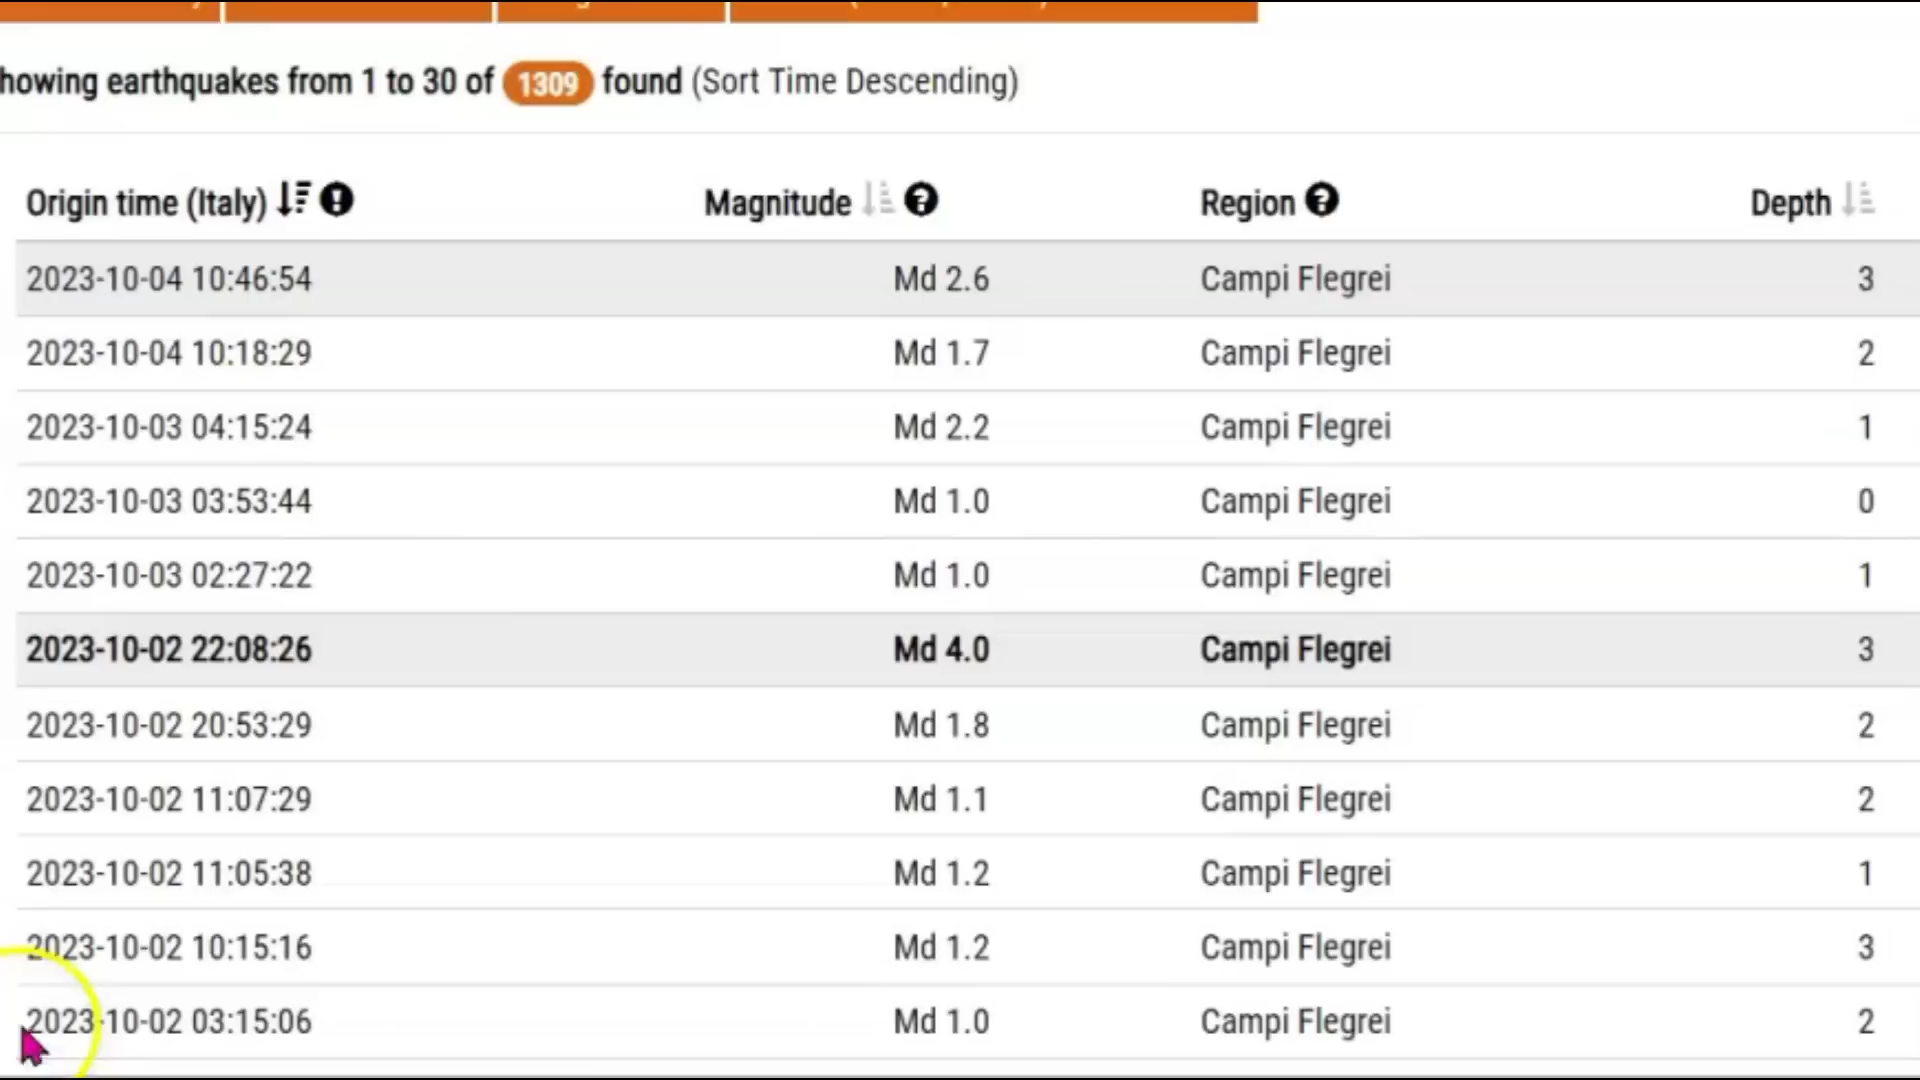 howing earthquakes from 1 to 30 of 1309 found (Sort Time Descending)
Origin time (Italy) Magnitude Region Depth
2023-10-04 10:46:54 Md 2.6 Campi Flegrei 3
2023-10-04 10:18:29 Md 1.7 Campi Flegrei 2
2023-10-03 04:15:24 Md 2.2 Campi Flegrei 1
2023-10-03 03:53:44 Md 1.0 Campi Flegrei 0
2023-10-03 02:27:22 Md 1.0 Campi Flegrei 1
2023-10-02 22:08:26 Md 4.0 Campi Flegrei 3
2023-10-02 20:53:29 Md 1.8 Campi Flegrei 2
2023-10-02 11:07:29 Md 1.1 Campi Flegrei 2
2023-10-02 11:05:38 Md 1.2 Campi Flegrei 1
2023-10-02 10:15:16 Md 1.2 Campi Flegrei 3
2023-10-02 03:15:06 Md 1.0 Campi Flegrei 2